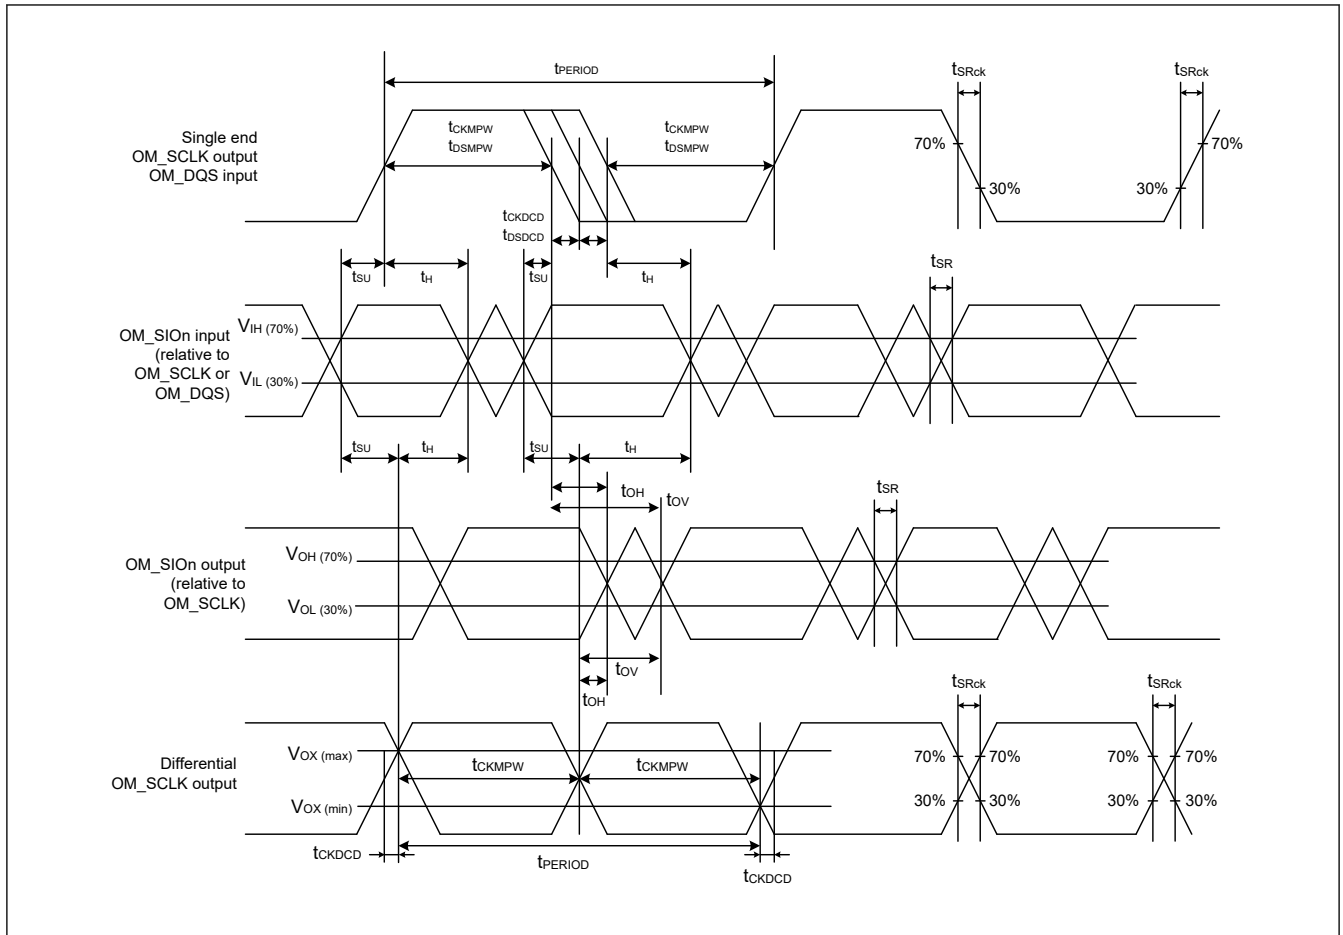 tPERIOD
tSRck
tSRck
Single end
OM_SCLK output
OM_DQS input
tCKMPW
tDSMPW
tCKMPW
tDSMPW
70%
30%
30%
70%
tCKDCD
tDSDCD
tSU
tH
tSU
tH
tSR
OM_SIOn input
(relative to
OM_SCLK or
OM_DQS)
VIH (70%)
VIL (30%)
tSU
tH
tSU
tH
tOH
tOV
tSR
OM_SIOn output
(relative to
OM_SCLK)
VOH (70%)
VOL (30%)
tOV
tOH
tSRck
tSRck
Differential
OM_SCLK output
VOX (max)
VOX (min)
tCKMPW
tCKMPW
70%
70%
70%
70%
30%
30%
30%
30%
tCKDCD
tPERIOD
tCKDCD